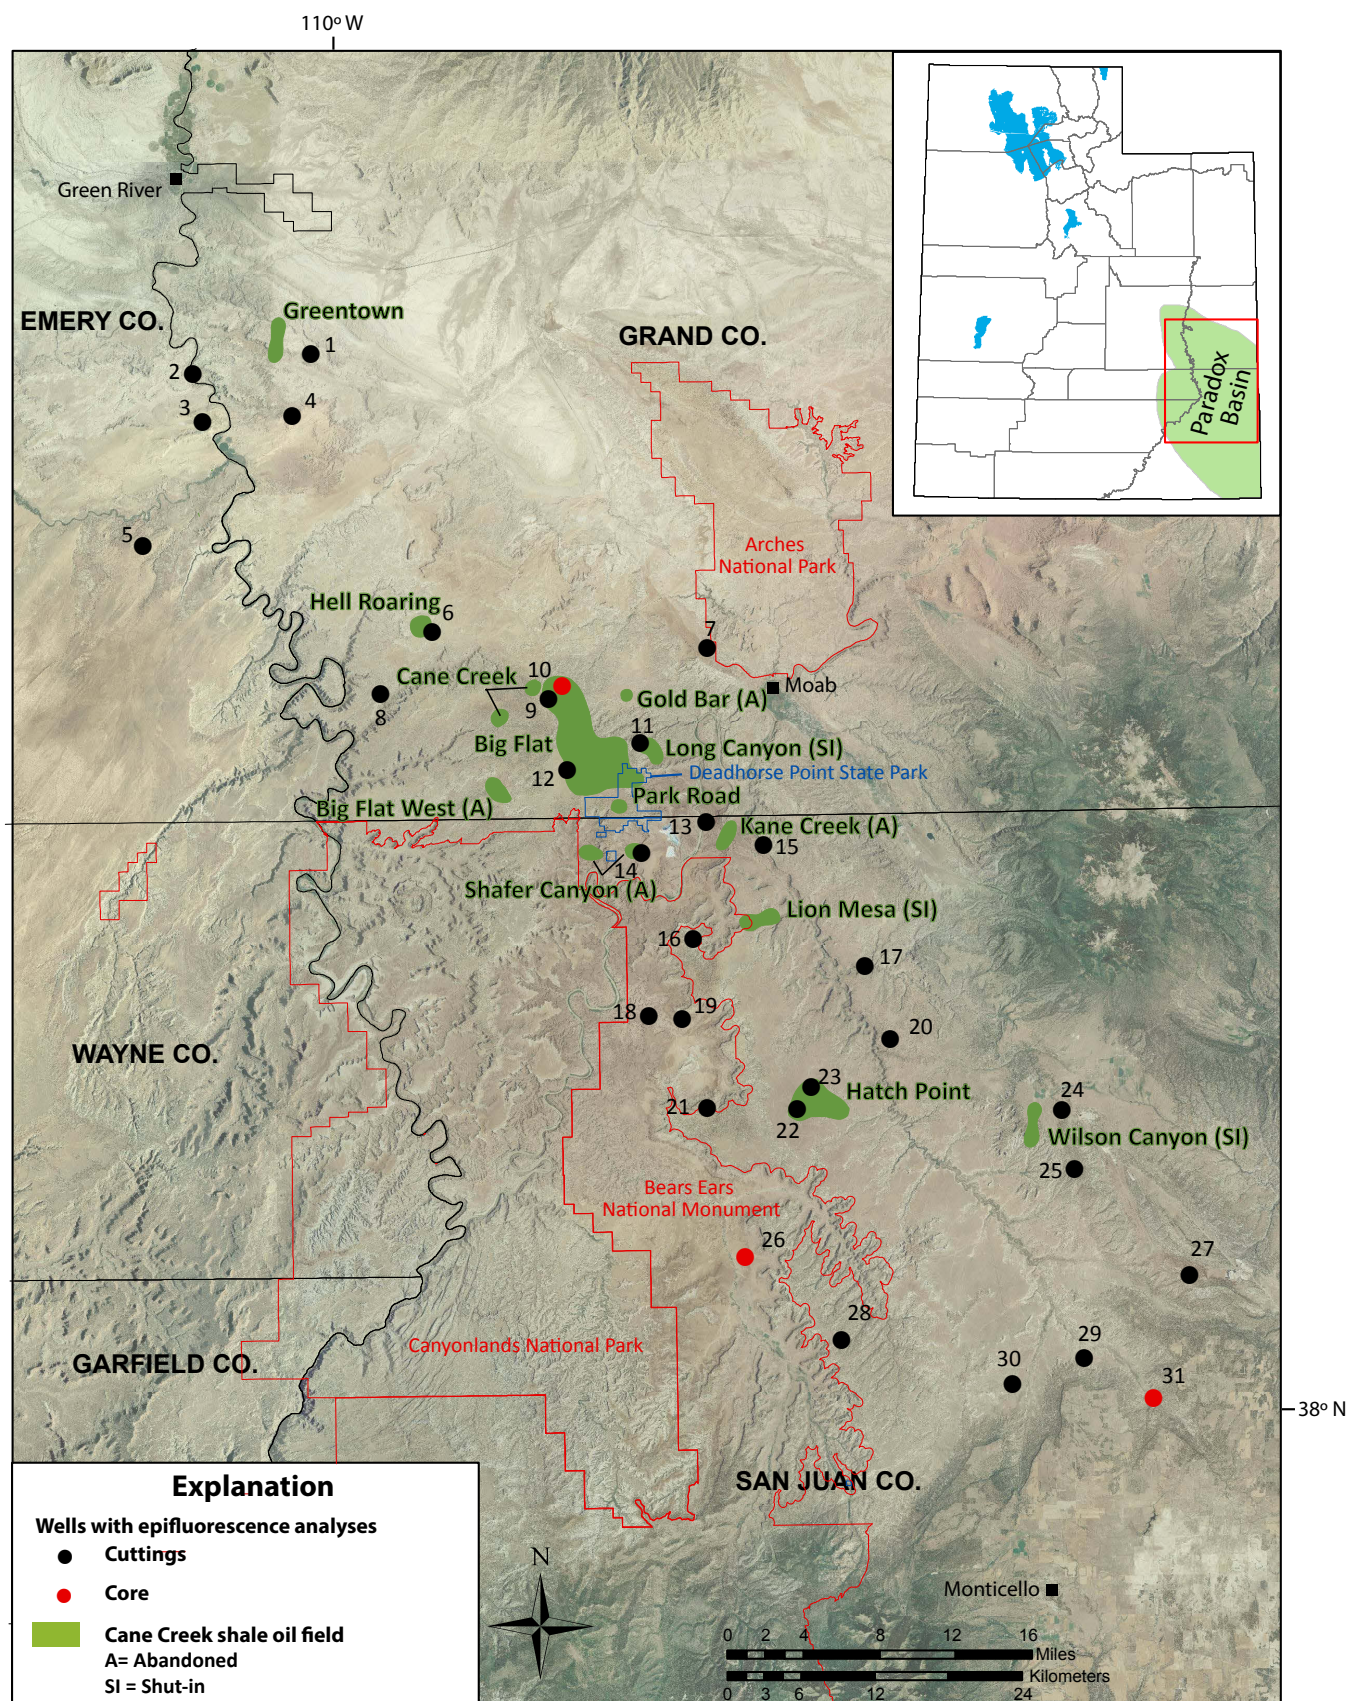 110º W
Green River
EMERY CO.
Greentown
GRAND CO.
1
2
3
4
5
Paradox
Basin
Arches
National Park
Hell Roaring
6
7
Moab
Cane Creek
10
9
8
Gold Bar (A)
11
Big Flat
Long Canyon (SI)
12
Deadhorse Point State Park
Big Flat West (A)
Park Road
13
Kane Creek (A)
15
14
Shafer Canyon (A)
Lion Mesa (SI)
16
17
18
19
20
WAYNE CO.
23
Hatch Point
21
22
24
Wilson Canyon (SI)
25
Bears Ears
National Monument
26
27
28
Canyonlands National Park
29
30
31
GARFIELD CO.
38º N
SAN JUAN CO.
Explanation
Wells with epifluorescence analyses
Cuttings
Core
Cane Creek shale oil field
A= Abandoned
SI = Shut-in
N
Monticello
0 2 4 8 12 16
Miles
Kilometers
0 3 6 12 24